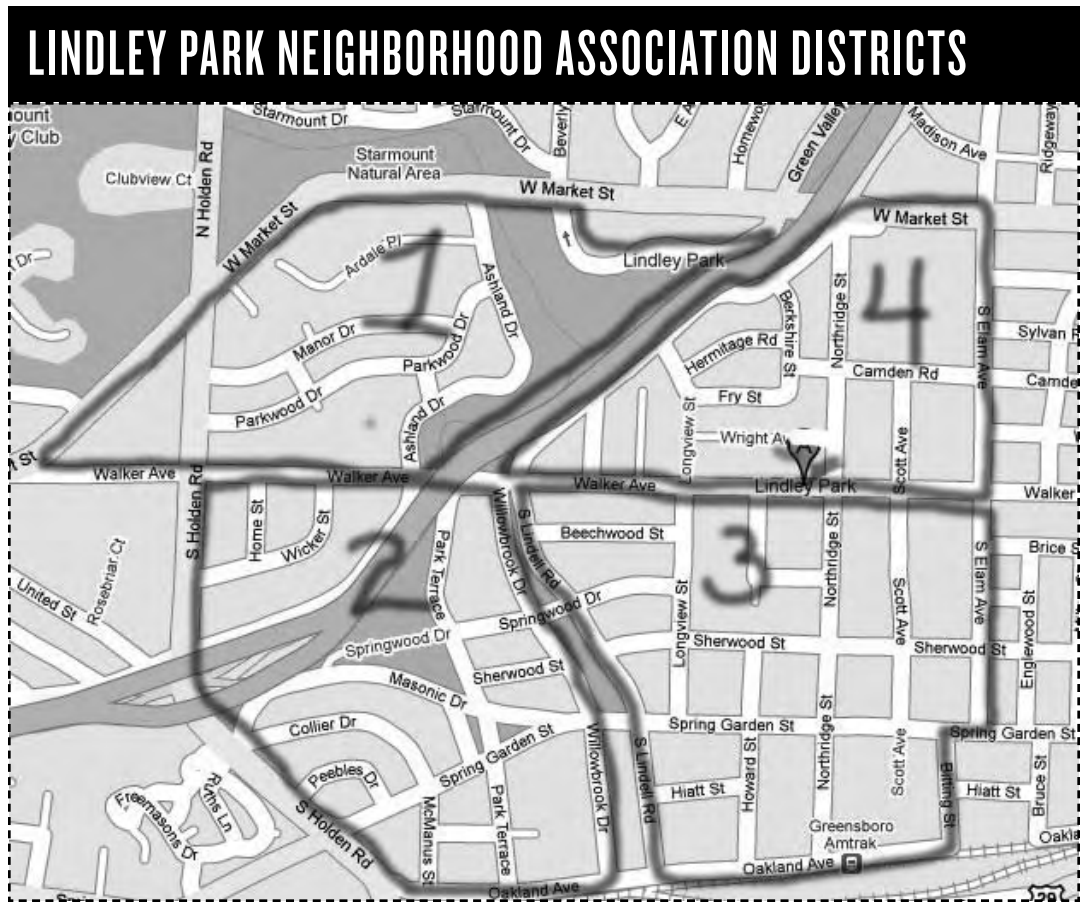 LINDLEY PARK NEIGHBORHOOD ASSOCIATION DISTRICTS
ount
Club
Starmount Dr
Starmount Dr
Beverly
E A
Homewo
Green Valley
Madison Ave
Ridgeway
Clubview Ct
N Holden Rd
Starmount
Natural Area
W Market St
W Market St
W Market St
Dr
Ardale Pl
1
Lindley Park
4
Ashland Dr
Manor Dr
Parkwood Dr
Parkwood Dr
Ashland Dr
Berkshire St
Northridge St
S Elam Ave
Sylvan R
Hermitage Rd
Camden Rd
Camde
Fry St
Longview St
Wright Av
Scott Ave
St
Walker Ave
Walker Ave
Walker Ave
Lindley Park
Walker
S Holden Rd
Home St
Wicker St
Rosebriar Ct
United St
2
Park Terrace
Willowbrook Dr
S Lindell Rd
Beechwood St
3
Northridge St
S Elam Ave
Brice S
Springwood Dr
Springwood Dr
Longview St
Scott Ave
Englewood St
Sherwood St
Sherwood St
Sherwood St
Masonic Dr
Collier Dr
Spring Garden St
Spring Garden St
Spring Garden St
Peebles Dr
Willowbrook Dr
S Lindell Rd
Howard St
Northridge St
Scott Ave
Bitting St
Bruce St
Hiatt St
Hiatt St
Freemasons Dr
Ruths Ln
S Holden Rd
McManus St
Park Terrace
Greensboro
Amtrak
Oakland Ave
Oakland Ave
Oakla
29